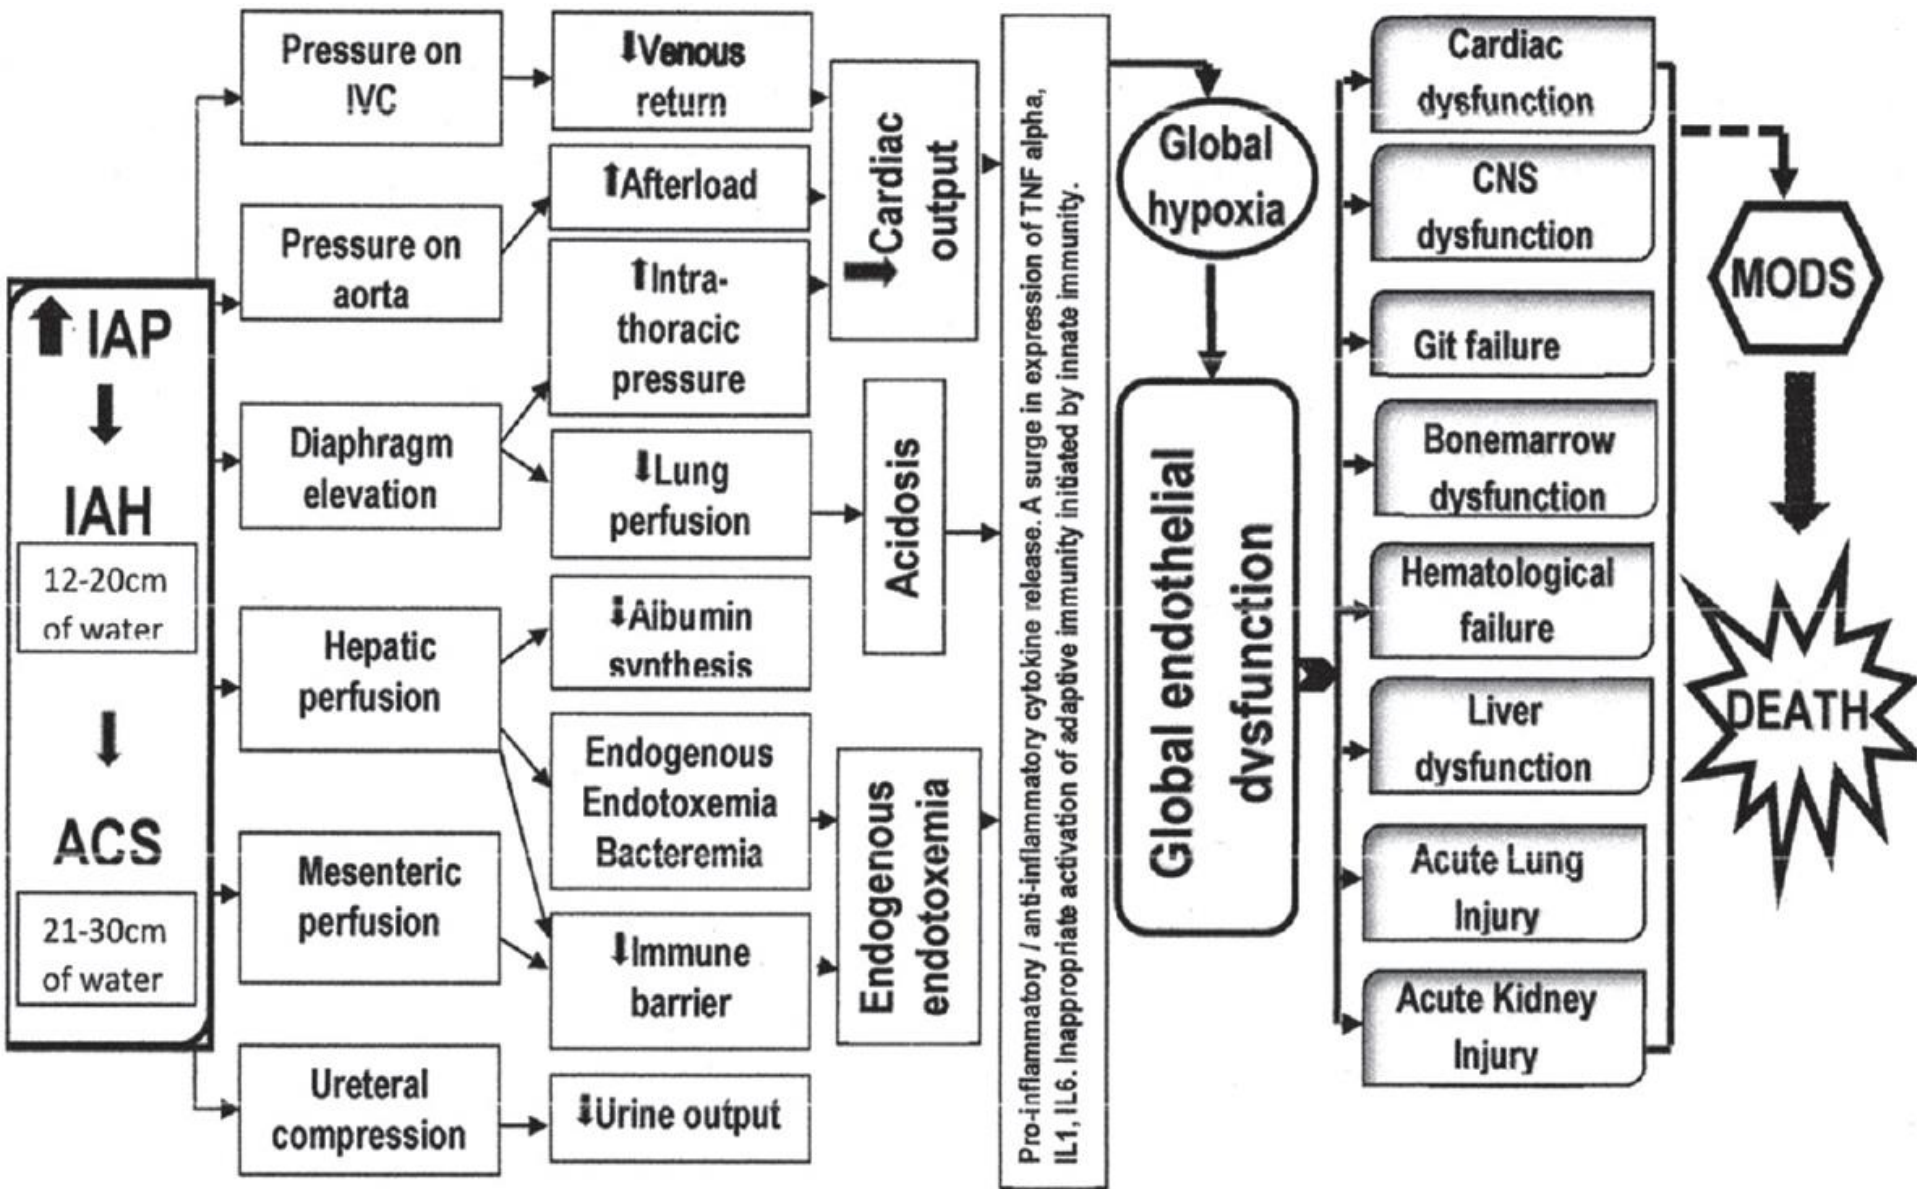 IAP
IAH
12-20cm
of water
ACS
21-30cm
of water
Pressure on
IVC
Pressure on
aorta
Diaphragm
elevation
Hepatic
perfusion
Mesenteric
perfusion
Ureteral
compression
Venous
return
Afterload
Intra-
thoracic
pressure
Lung
perfusion
Albumin
synthesis
Endogenous
Endotoxemia
Bacteremia
Immune
barrier
Urine output
Cardiac
output
Acidosis
Endogenous
endotoxemia
Pro-inflammatory / anti-inflammatory cytokine release. A surge in expression of TNF alpha,
IL1, IL6. Inappropriate activation of adaptive immunity initiated by innate immunity.
Global
hypoxia
Global endothelial
dysfunction
Cardiac
dysfunction
CNS
dysfunction
Git failure
Bonemarrow
dysfunction
Hematological
failure
Liver
dysfunction
Acute Lung
Injury
Acute Kidney
Injury
MODS
DEATH